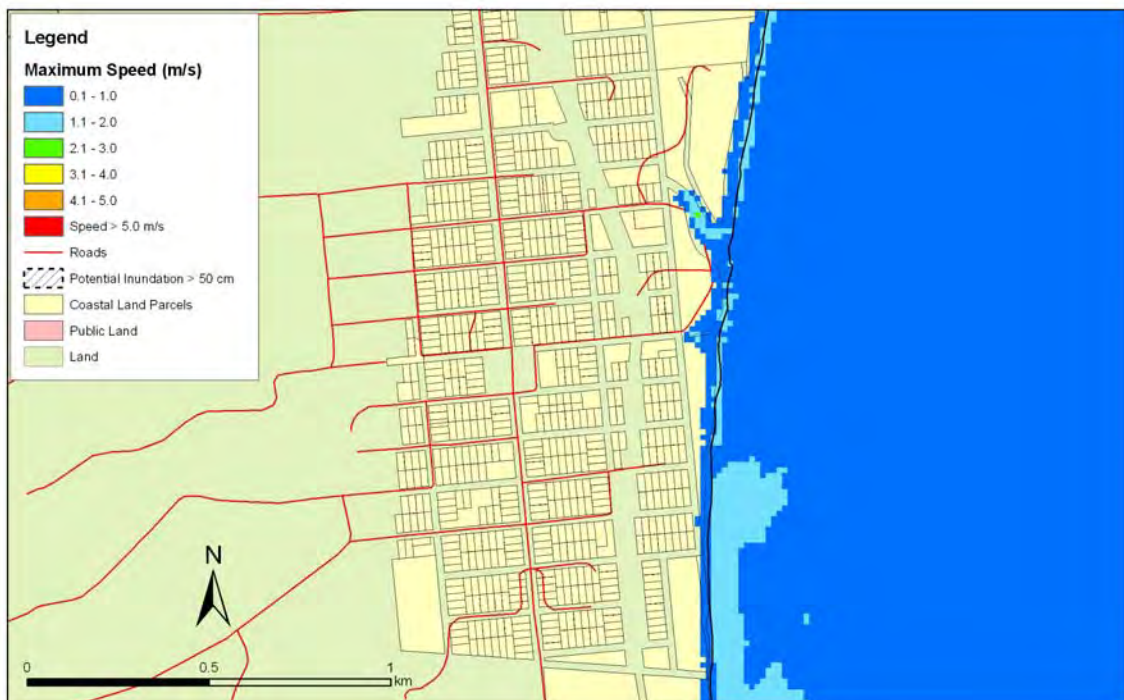 Legend
Maximum Speed (m/s)
0.1 - 1.0
1.1 - 2.0
2.1 - 3.0
3.1 - 4.0
4.1 - 5.0
Speed > 5.0 m/s
Roads
Potential Inundation > 50 cm
Coastal Land Parcels
Public Land
Land
N
0 0.5 1
km